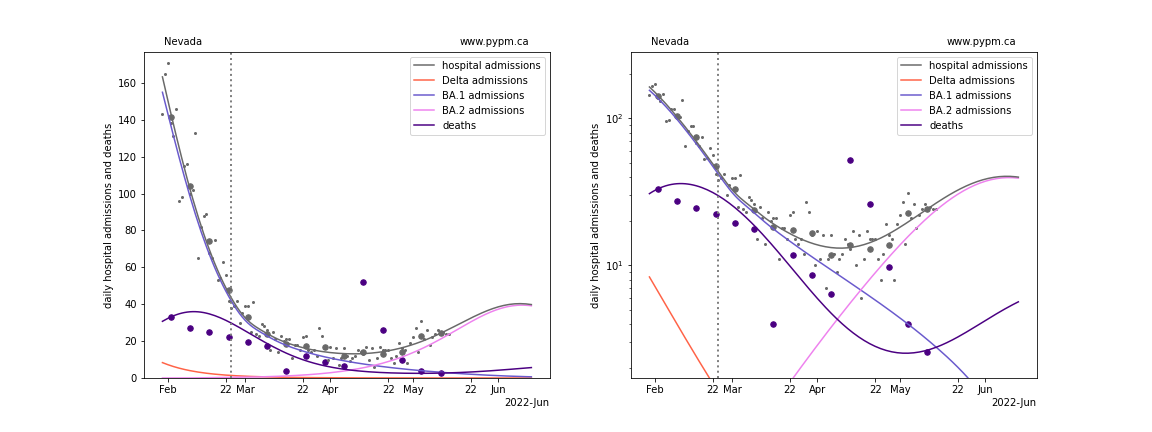 Nevada www.pypm.ca
hospital admissions
Delta admissions
BA.1 admissions
BA.2 admissions
deaths
daily hospital admissions and deaths
160
140
120
100
80
60
40
20
0
Feb 22 Mar 22 Apr 22 May 22 Jun
2022-Jun
Nevada www.pypm.ca
hospital admissions
Delta admissions
BA.1 admissions
BA.2 admissions
deaths
daily hospital admissions and deaths
10²
10¹
Feb 22 Mar 22 Apr 22 May 22 Jun
2022-Jun